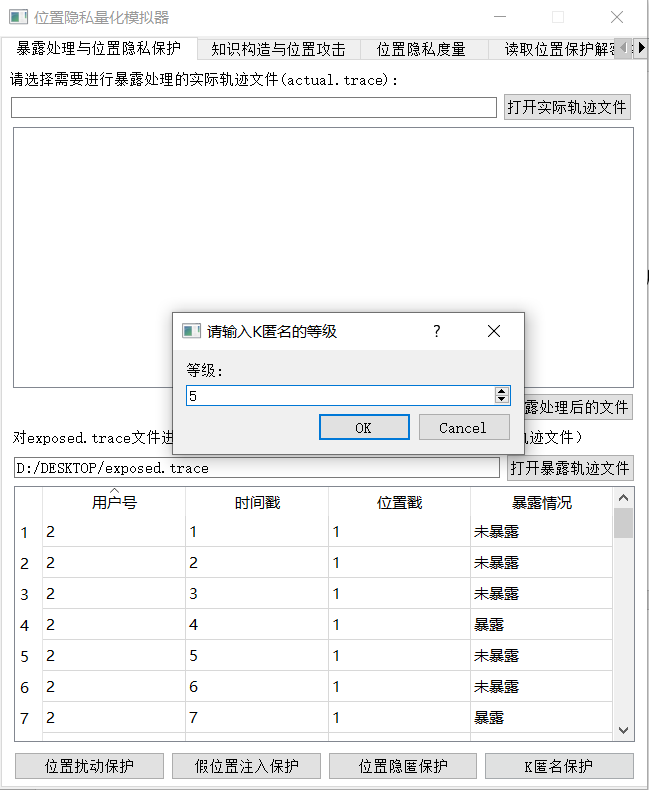 位置隐私量化模拟器
暴露处理与位置隐私保护 知识构造与位置攻击 位置隐私度量 读取位置保护解
请选择需要进行暴露处理的实际轨迹文件(actual.trace):
打开实际轨迹文件
请输入K匿名的等级 ?
等级:
5
OK Cancel
露处理后的文件
对exposed.trace文件进 轨迹文件)
D:/DESKTOP/exposed.trace 打开暴露轨迹文件
用户号 时间戳 位置戳 暴露情况
1 2 1 1 未暴露
2 2 2 1 未暴露
3 2 3 1 未暴露
4 2 4 1 暴露
5 2 5 1 未暴露
6 2 6 1 未暴露
7 2 7 1 暴露
位置扰动保护 假位置注入保护 位置隐匿保护 K匿名保护